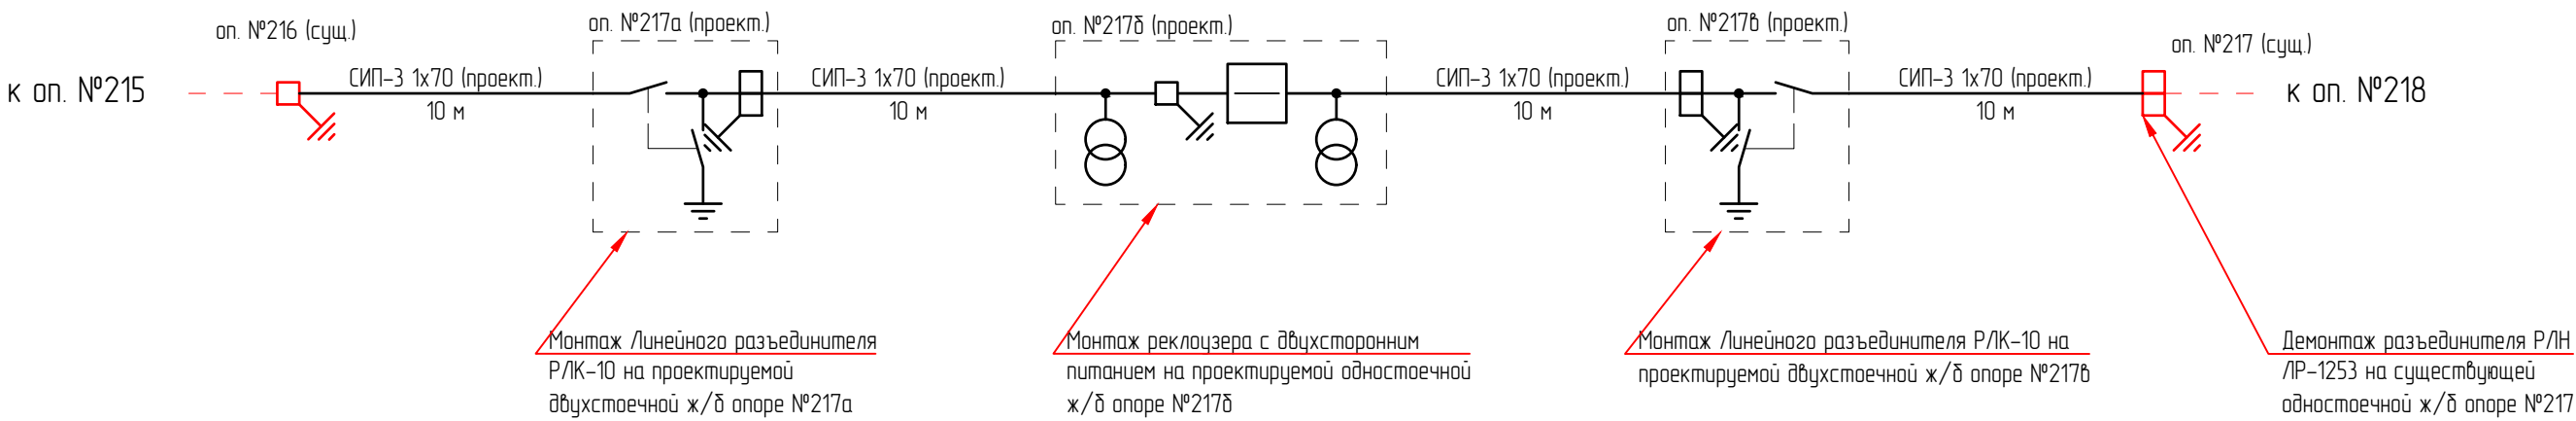 оп. №216 (сущ.)
оп. №217а (проект.)
оп. №217б (проект.)
оп. №217в (проект.)
оп. №217 (сущ.)
к оп. №215
СИП-3 1х70 (проект.)
10 м
СИП-3 1х70 (проект.)
10 м
СИП-3 1х70 (проект.)
10 м
СИП-3 1х70 (проект.)
10 м
к оп. №218
Монтаж Линейного разъединителя
РЛК-10 на проектируемой
двухстоечной ж/б опоре №217а
Монтаж реклоузера с двухсторонним
питанием на проектируемой одностоечной
ж/б опоре №217б
Монтаж Линейного разъединителя РЛК-10 на
проектируемой двухстоечной ж/б опоре №217в
Демонтаж разъединителя РЛН
ЛР-1253 на существующей
одностоечной ж/б опоре №217